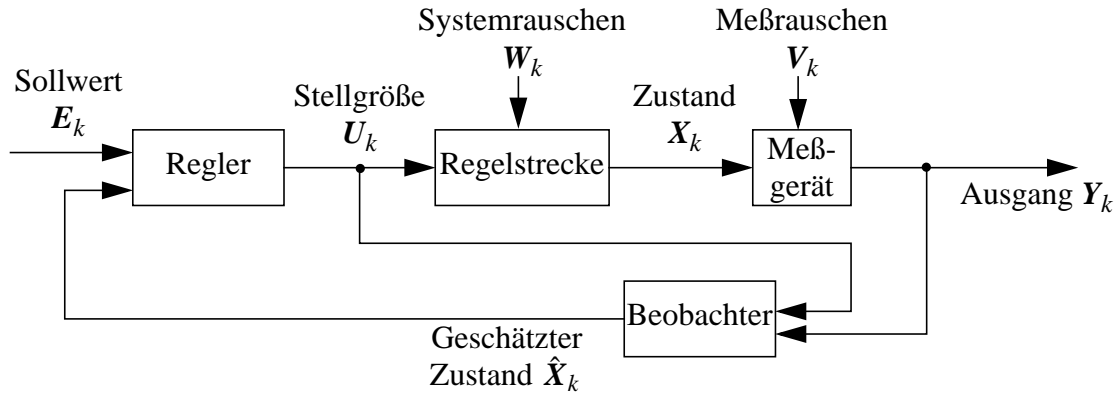 Systemrauschen
W_k
Meßrauschen
V_k
Sollwert
E_k
Stellgröße
U_k
Zustand
X_k
Regler
Regelstrecke
Meß-
gerät
Ausgang Y_k
Beobachter
Geschätzter
Zustand X̂_k